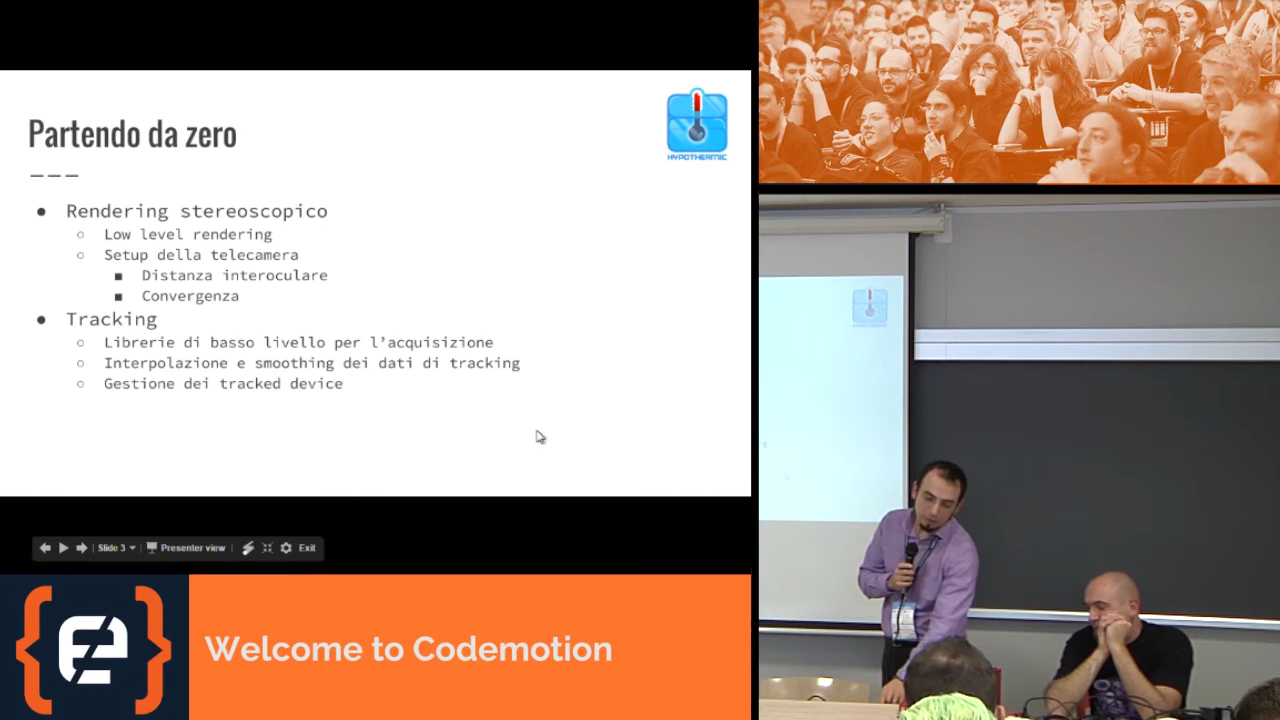 Partendo da zero
HYPOTHERMIC
● Rendering stereoscopico
○ Low level rendering
○ Setup della telecamera
■ Distanza interoculare
■ Convergenza
● Tracking
○ Librerie di basso livello per l'acquisizione
○ Interpolazione e smoothing dei dati di tracking
○ Gestione dei tracked device
Slide 3
Presenter view
Exit
Welcome to Codemotion